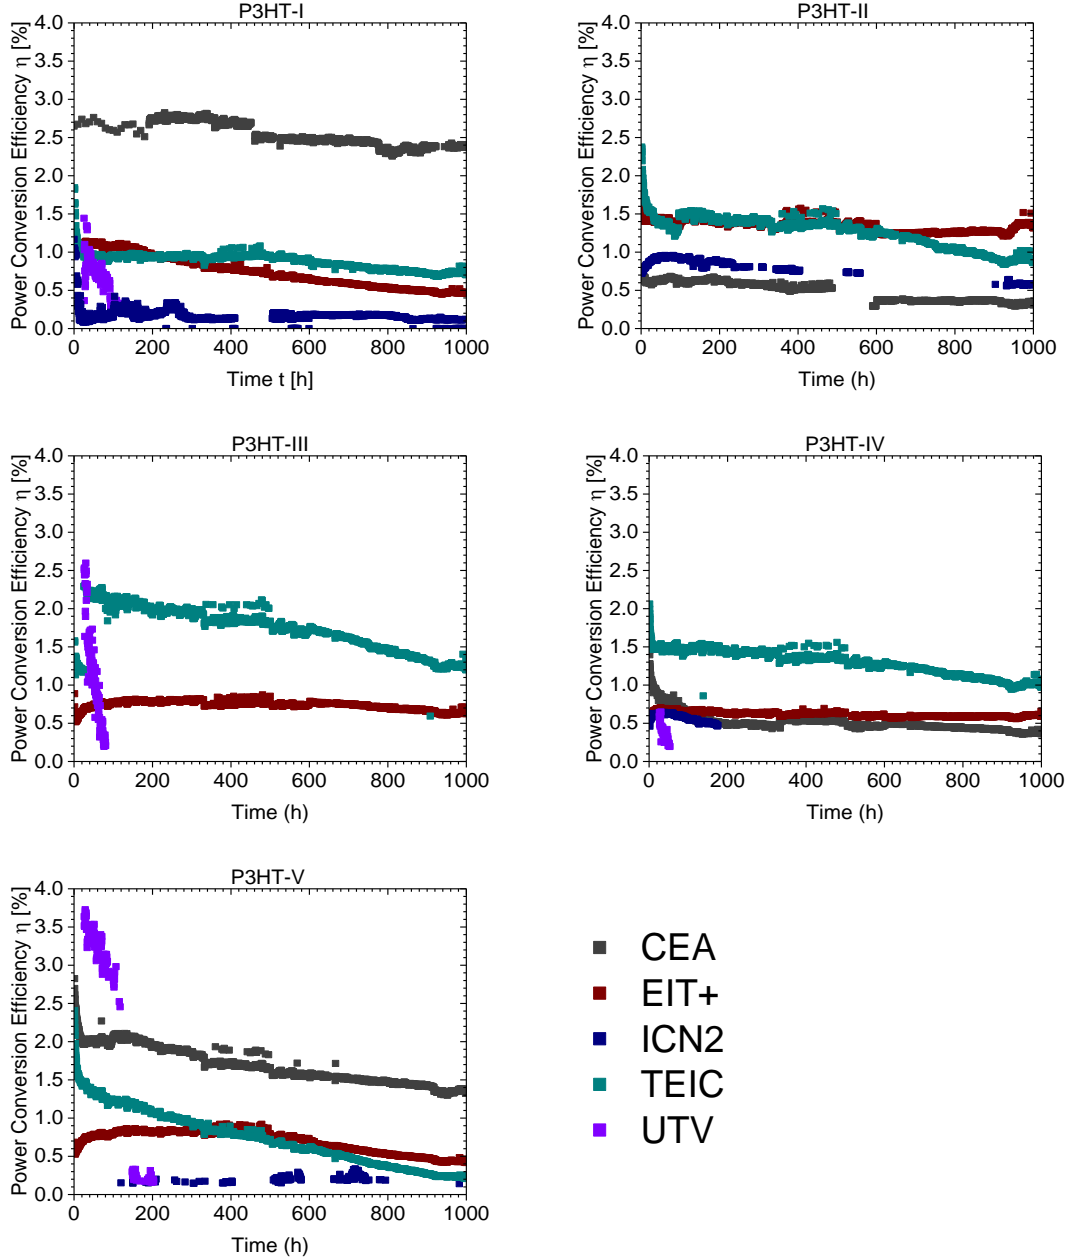 P3HT-I
Power Conversion Efficiency η [%]
4.0
3.5
3.0
2.5
2.0
1.5
1.0
0.5
0.0
0 200 400 600 800 1000
Time t [h]
P3HT-II
Power Conversion Efficiency η [%]
4.0
3.5
3.0
2.5
2.0
1.5
1.0
0.5
0.0
0 200 400 600 800 1000
Time (h)
P3HT-III
Power Conversion Efficiency η [%]
4.0
3.5
3.0
2.5
2.0
1.5
1.0
0.5
0.0
0 200 400 600 800 1000
Time (h)
P3HT-IV
Power Conversion Efficiency η [%]
4.0
3.5
3.0
2.5
2.0
1.5
1.0
0.5
0.0
0 200 400 600 800 1000
Time (h)
P3HT-V
Power Conversion Efficiency η [%]
4.0
3.5
3.0
2.5
2.0
1.5
1.0
0.5
0.0
0 200 400 600 800 1000
Time (h)
CEA
EIT+
ICN2
TEIC
UTV